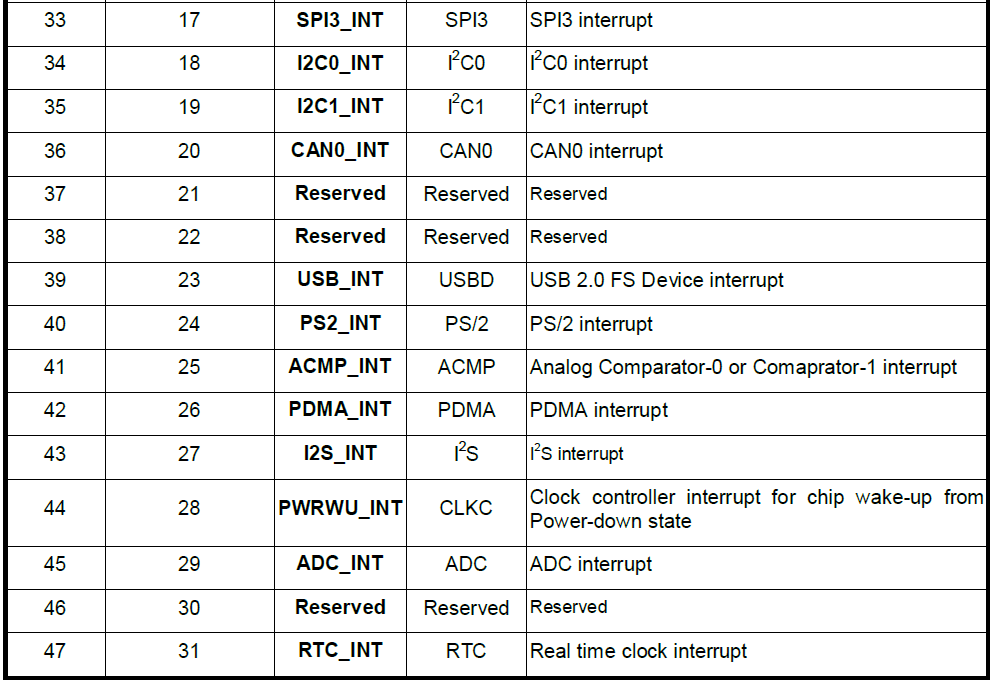 33 17 SPI3_INT SPI3 SPI3 interrupt
34 18 I2C0_INT I²C0 I²C0 interrupt
35 19 I2C1_INT I²C1 I²C1 interrupt
36 20 CAN0_INT CAN0 CAN0 interrupt
37 21 Reserved Reserved Reserved
38 22 Reserved Reserved Reserved
39 23 USB_INT USBD USB 2.0 FS Device interrupt
40 24 PS2_INT PS/2 PS/2 interrupt
41 25 ACMP_INT ACMP Analog Comparator-0 or Comaprator-1 interrupt
42 26 PDMA_INT PDMA PDMA interrupt
43 27 I2S_INT I²S I²S interrupt
44 28 PWRWU_INT CLKC Clock controller interrupt for chip wake-up from
Power-down state
45 29 ADC_INT ADC ADC interrupt
46 30 Reserved Reserved Reserved
47 31 RTC_INT RTC Real time clock interrupt